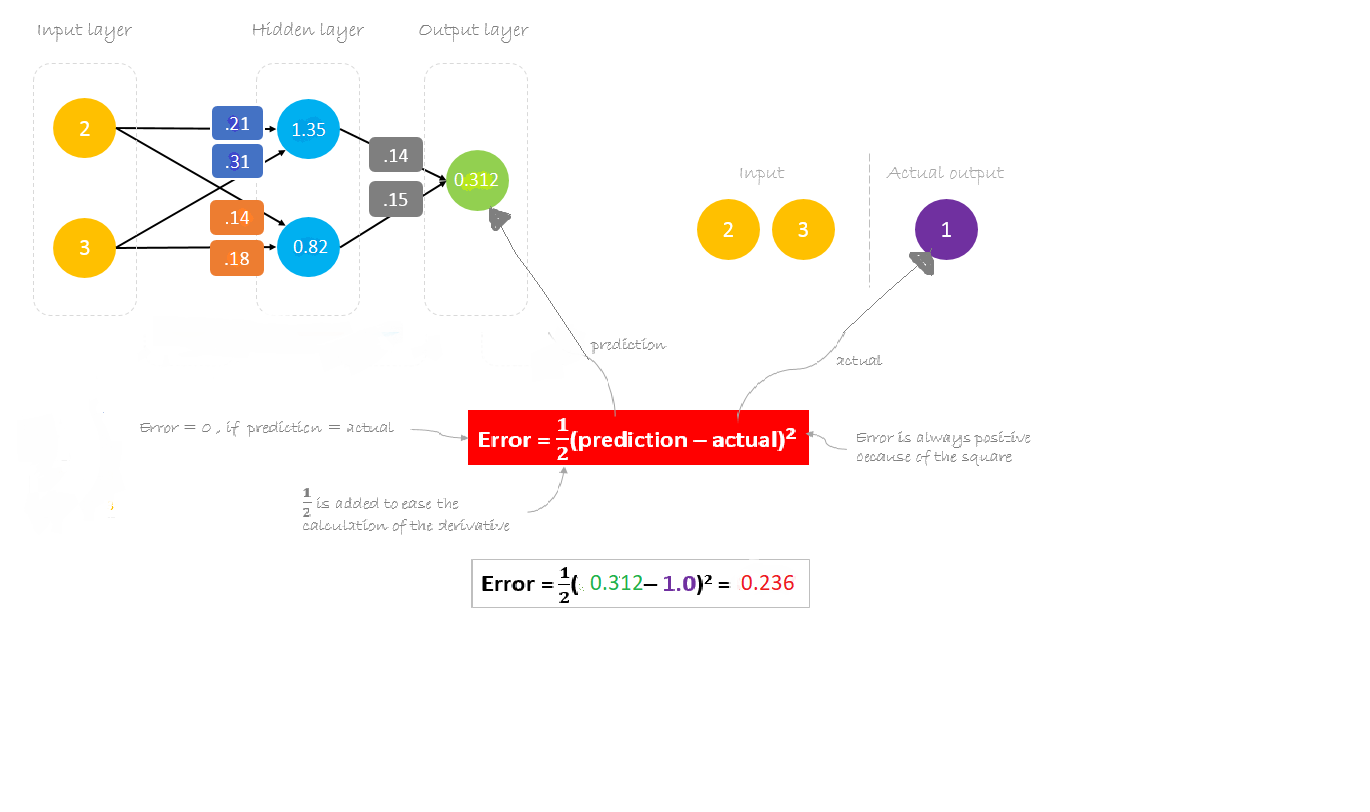 Input layer Hidden layer Output layer
2 .21 1.35
.31
.14
0.312
.15
3 .14 0.82
.18
Input Actual output
2 3 1
prediction
actual
Error = 0 , if prediction = actual
Error = 1/2(prediction – actual)²
Error is always positive
because of the square
1/2 is added to ease the
calculation of the derivative
Error = 1/2( 0.312– 1.0)² = 0.236